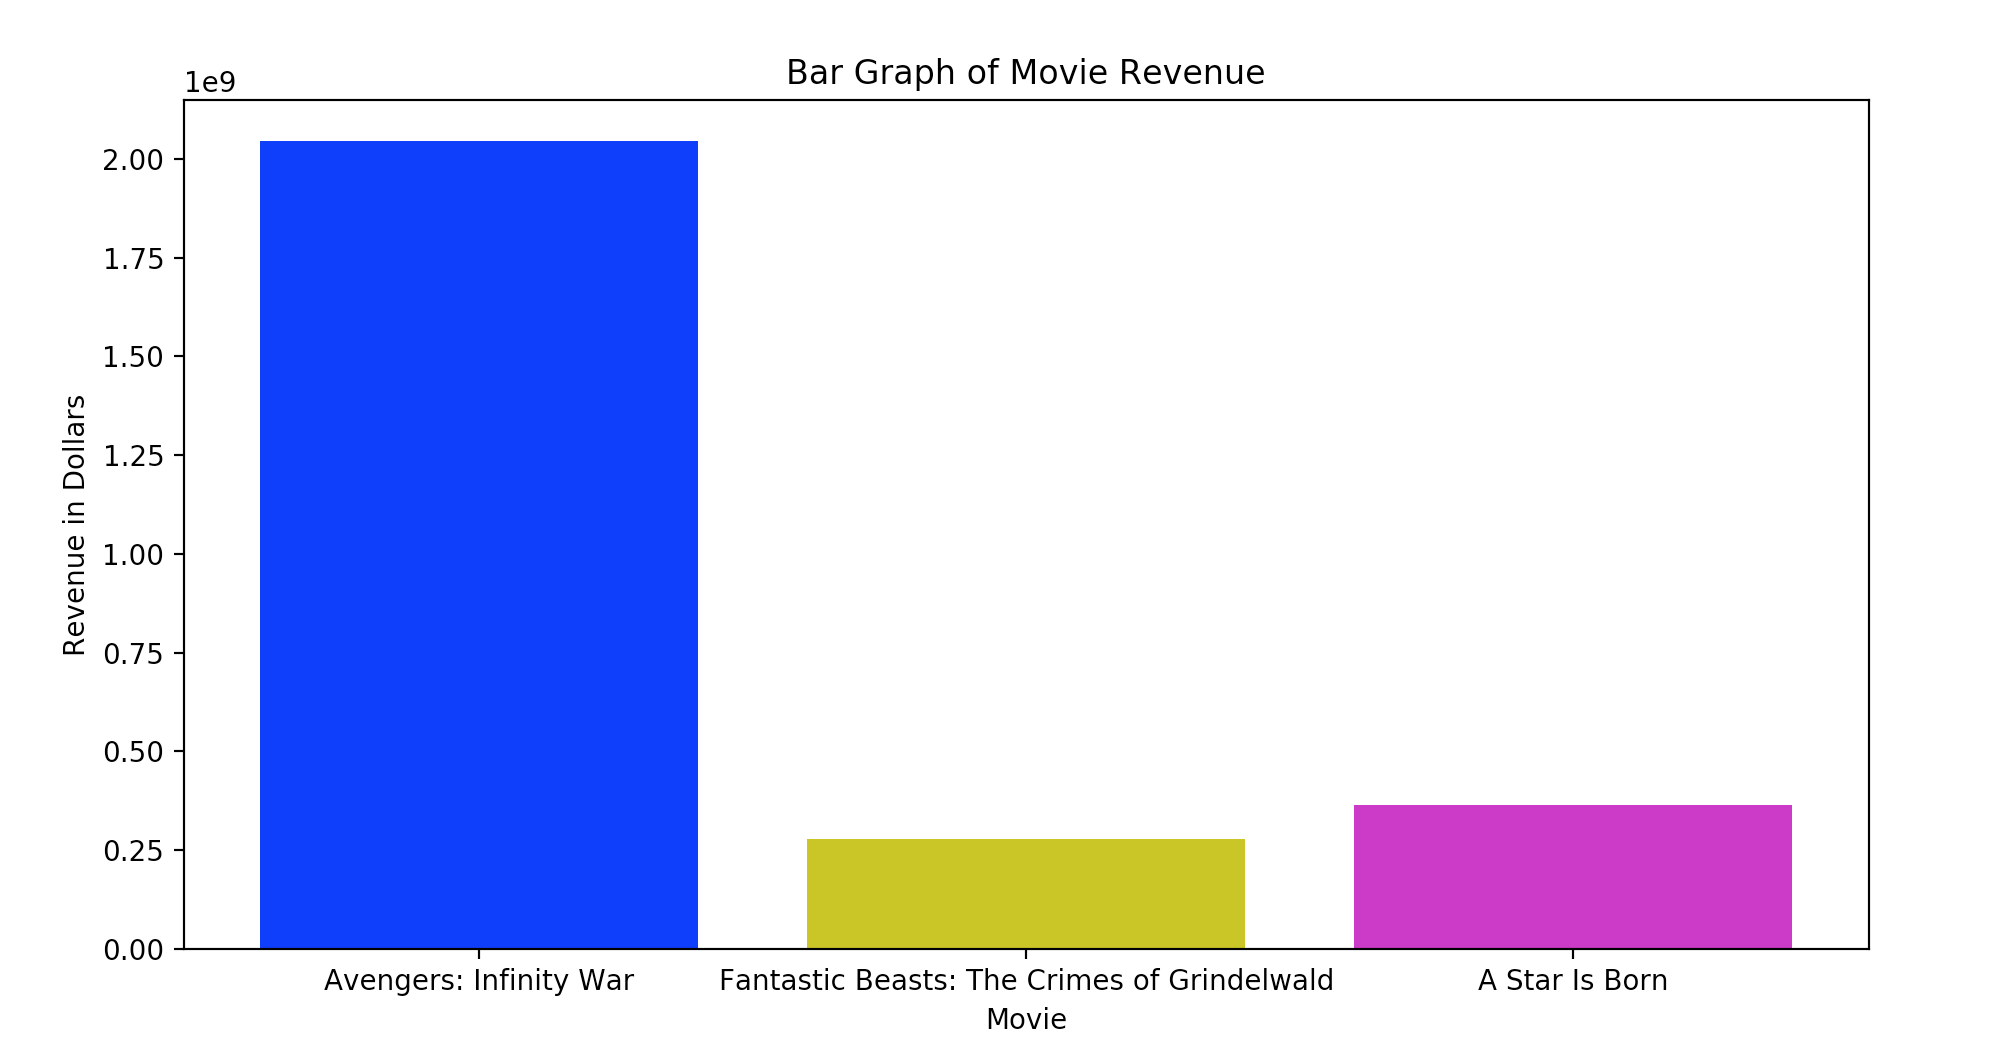 Bar Graph of Movie Revenue
1e9
2.00
1.75
1.50
1.25
1.00
0.75
0.50
0.25
0.00
Revenue in Dollars
Avengers: Infinity War
Fantastic Beasts: The Crimes of Grindelwald
A Star Is Born
Movie